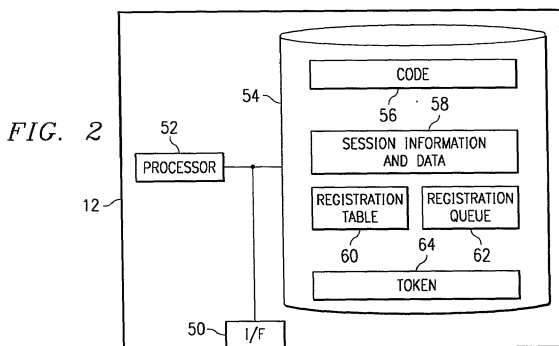 FIG. 2
12
52
PROCESSOR
50
I/F
54
CODE
56
58
SESSION INFORMATION
AND DATA
REGISTRATION
TABLE
60
REGISTRATION
QUEUE
62
64
TOKEN